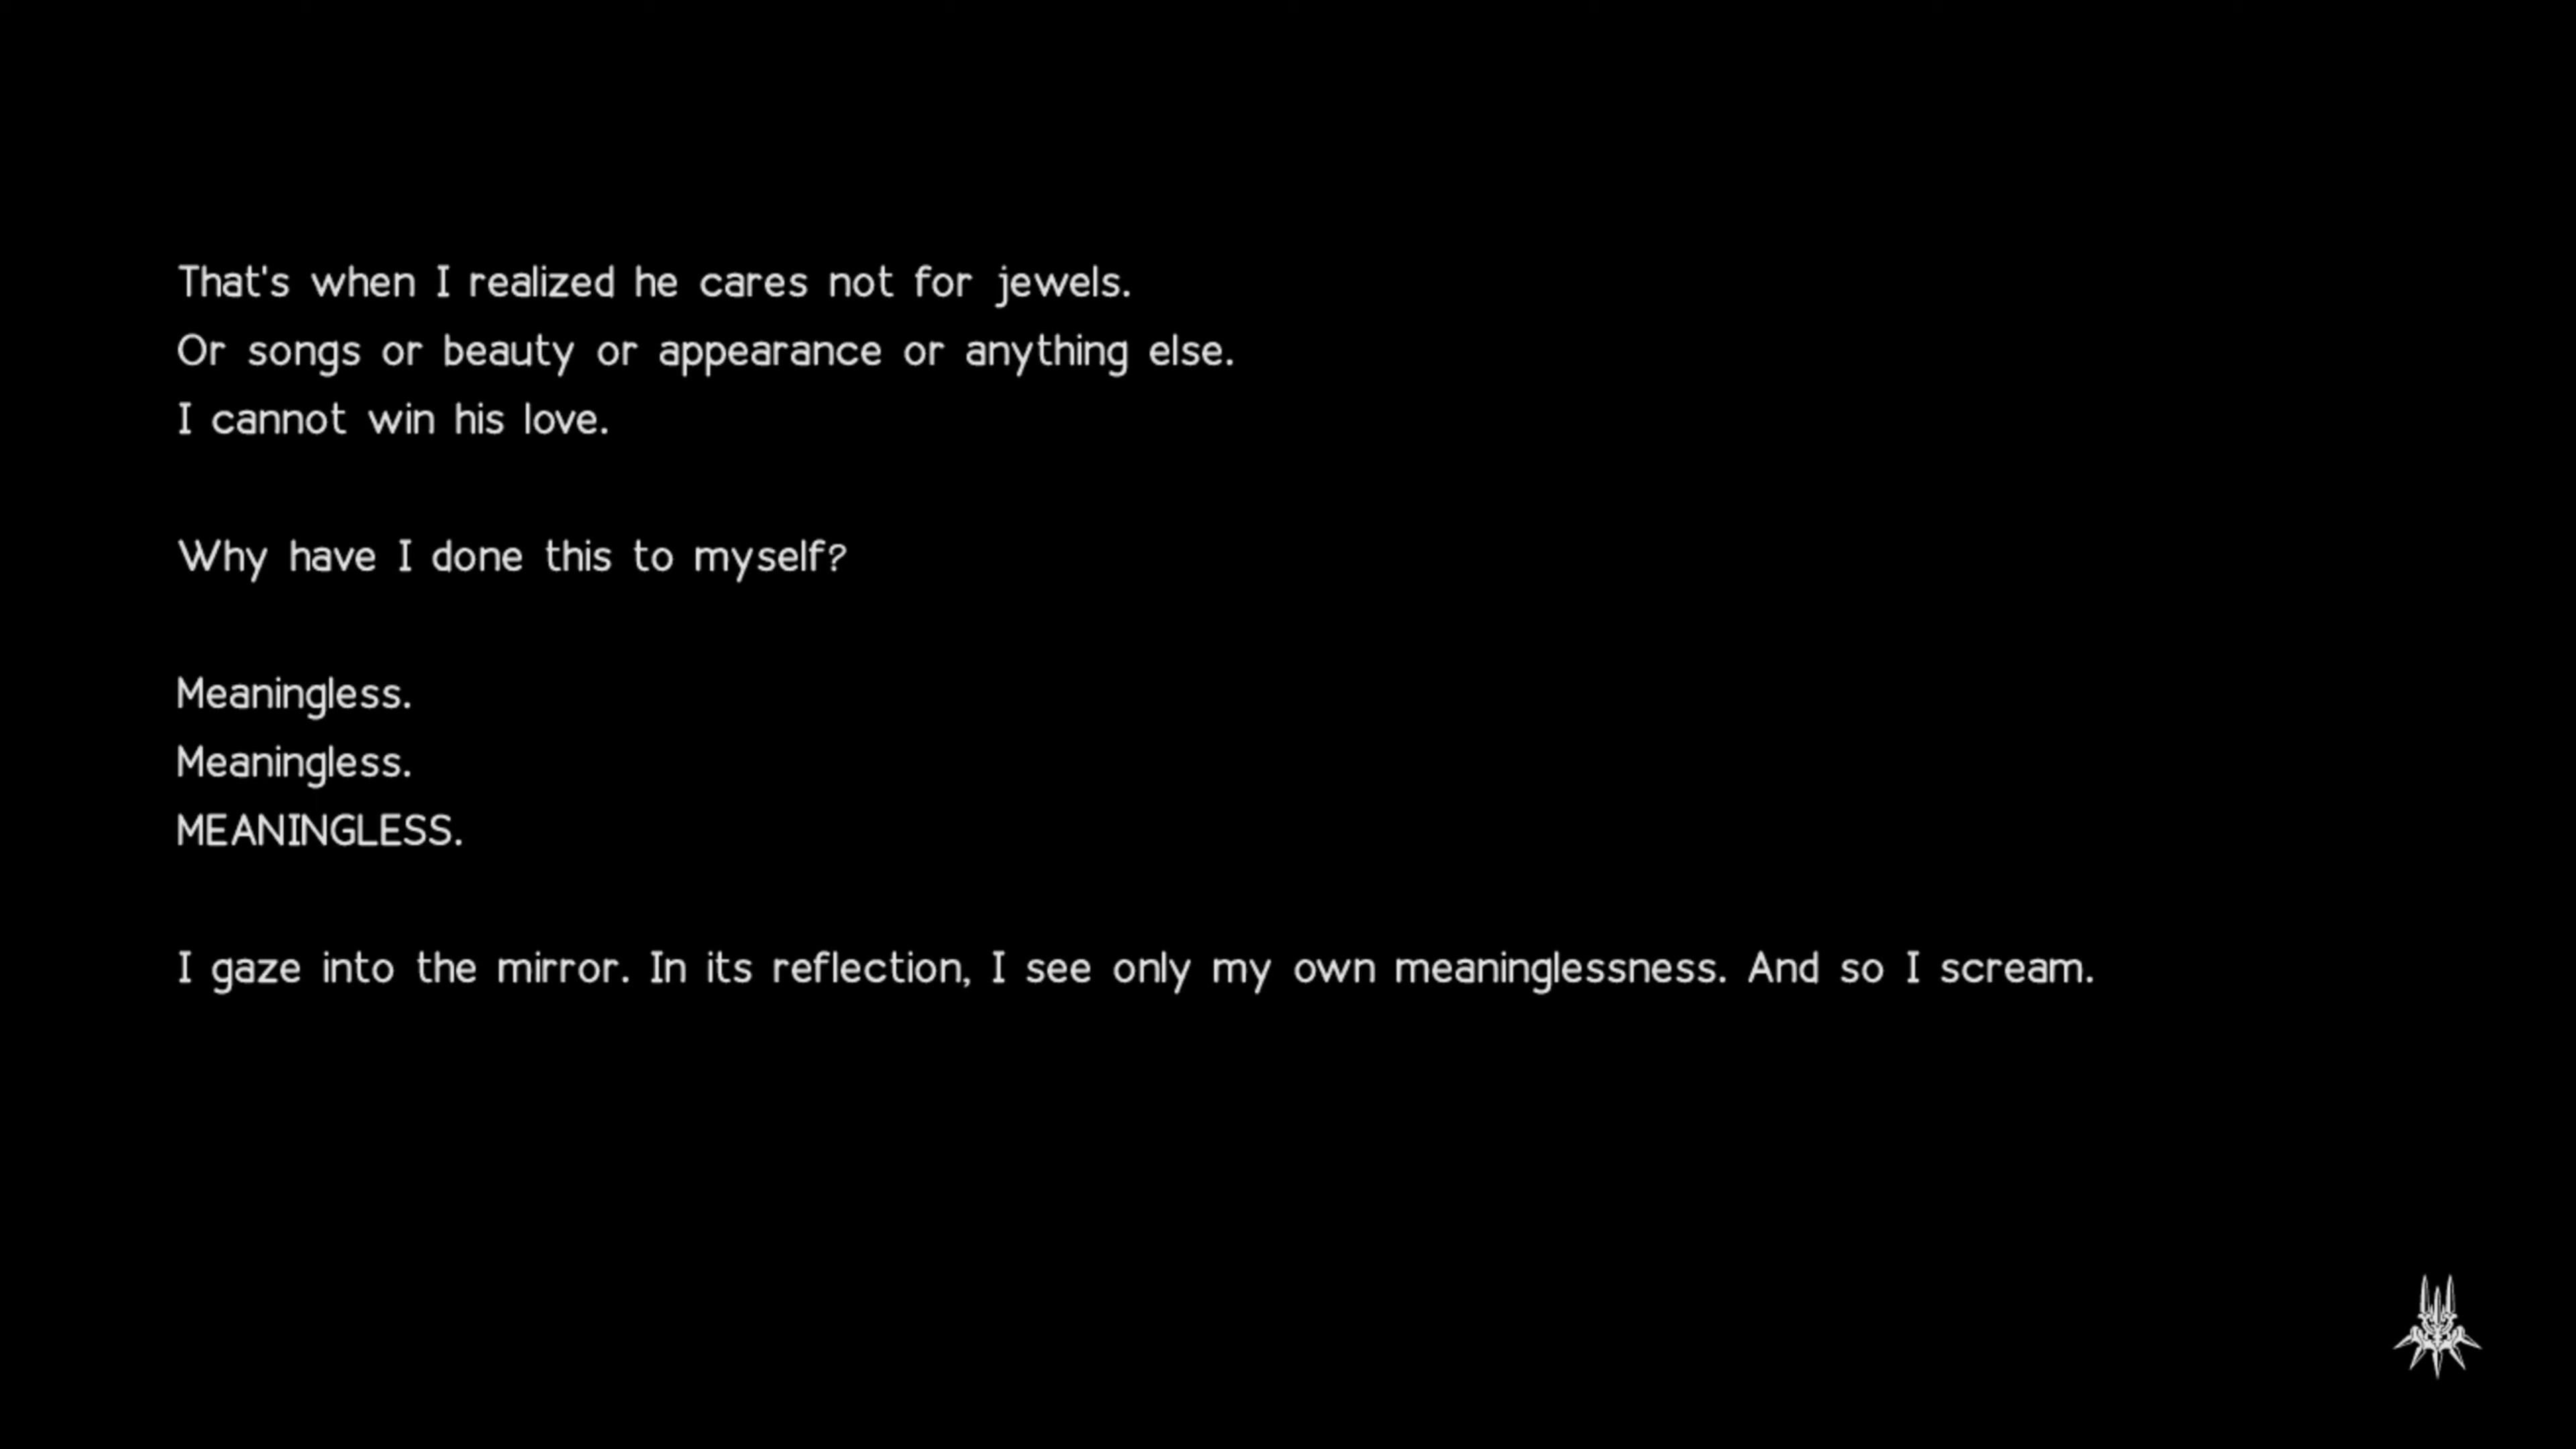 That's when I realized he cares not for jewels.
Or songs or beauty or appearance or anything else.
I cannot win his love.
Why have I done this to myself?
Meaningless.
Meaningless.
MEANINGLESS.
I gaze into the mirror. In its reflection, I see only my own meaninglessness. And so I scream.